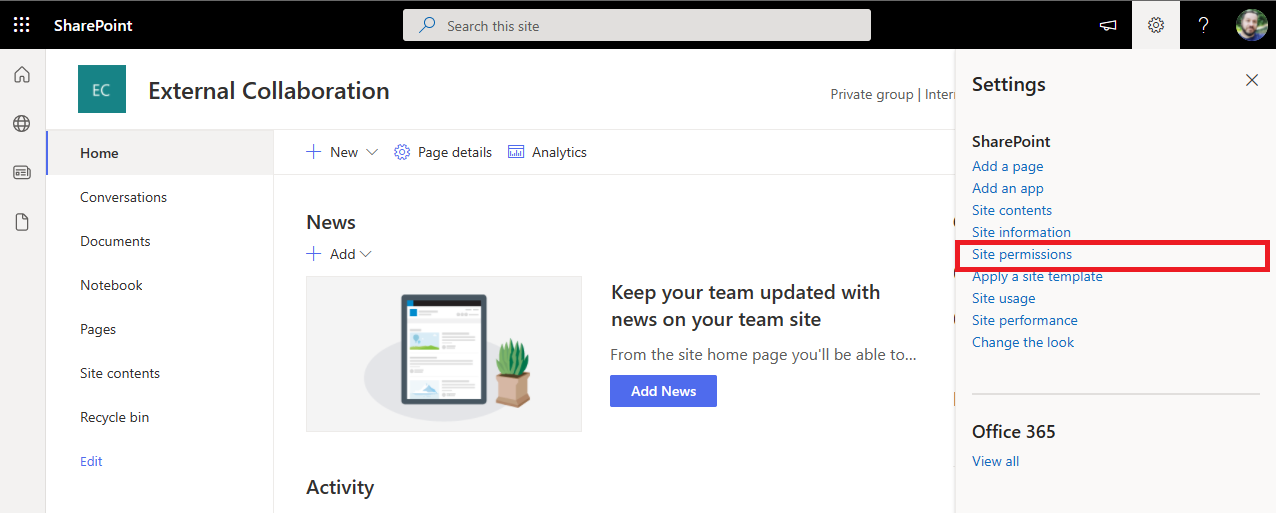 SharePoint
Search this site
?
EC
External Collaboration
Private group |
Home
Conversations
Documents
Notebook
Pages
Site contents
Recycle bin
Edit
New
Page details
Analytics
News
Add
Keep your team updated with
news on your team site
From the site home page you'll be able to...
Add News
Activity
Settings
SharePoint
Add a page
Add an app
Site contents
Site information
Site permissions
Apply a site template
Site usage
Site performance
Change the look
Office 365
View all